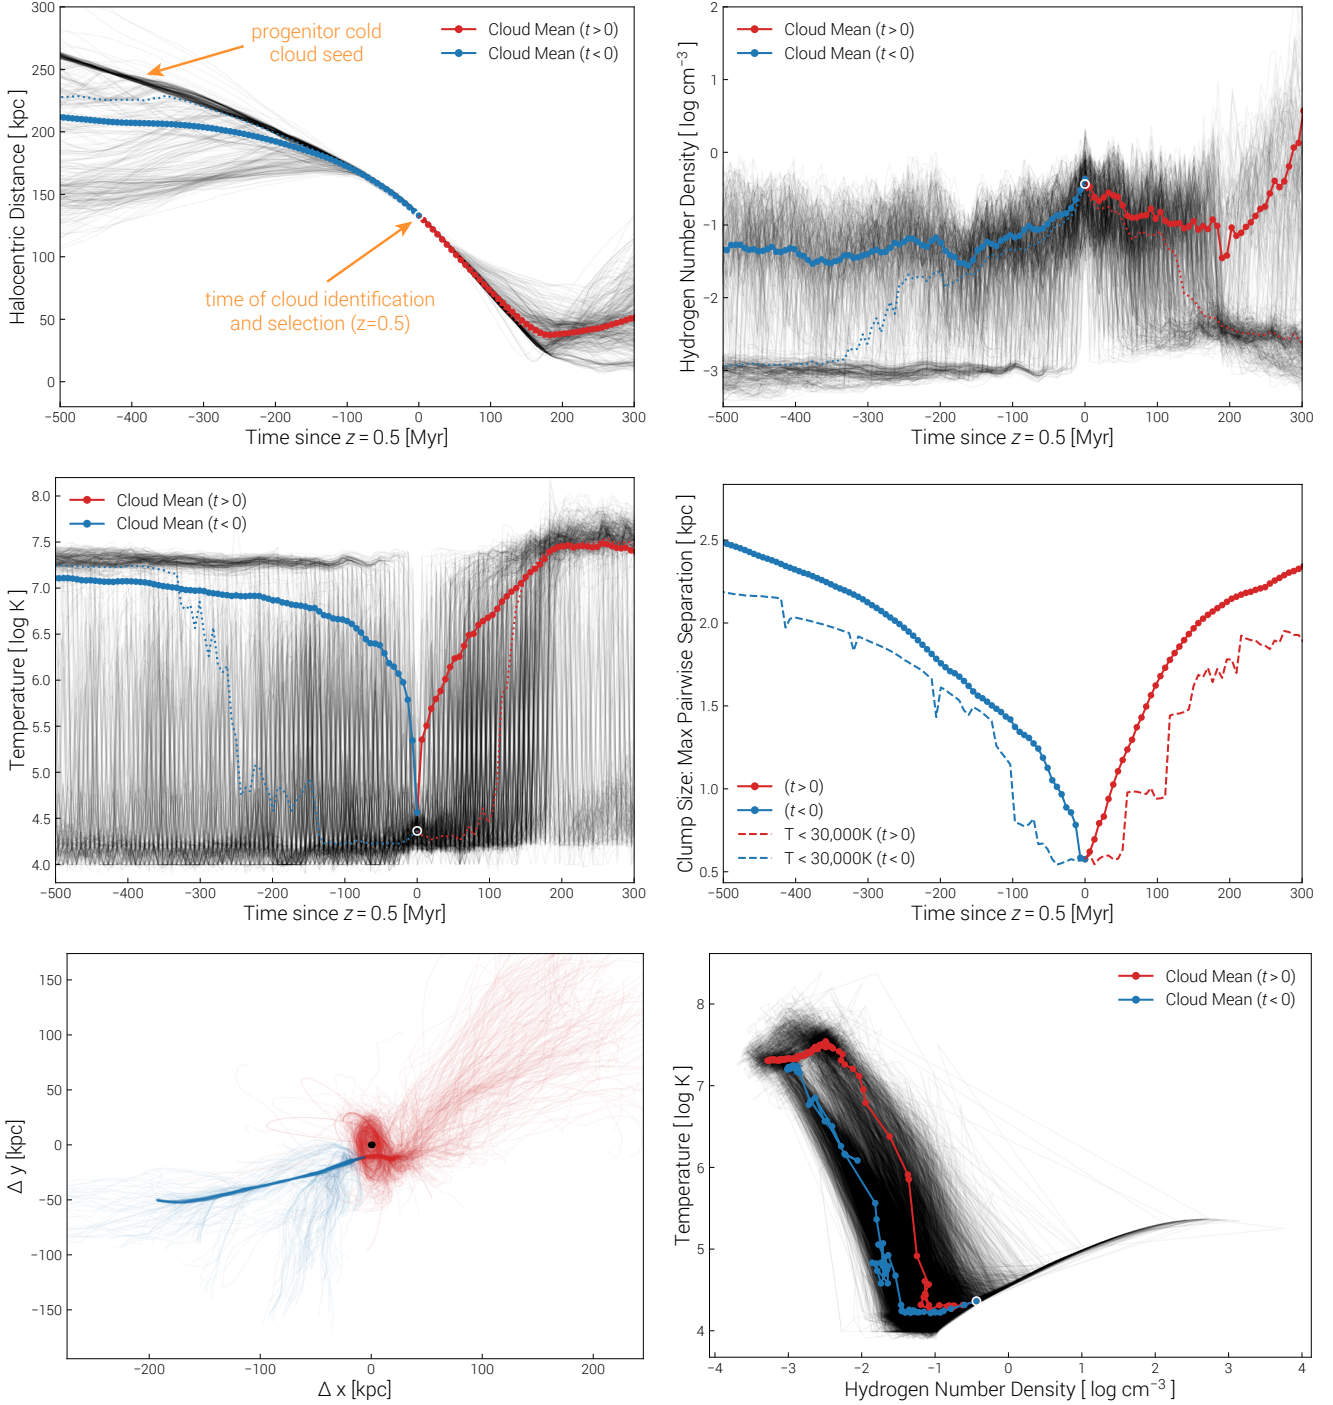 300
250
200
150
100
50
0
Halocentric Distance [ kpc ]
progenitor cold
cloud seed
Cloud Mean (t > 0)
Cloud Mean (t < 0)
time of cloud identification
and selection (z=0.5)
−500 −400 −300 −200 −100 0 100 200 300
Time since z = 0.5 [Myr]
2
1
0
−1
−2
−3
Hydrogen Number Density [ log cm⁻³ ]
Cloud Mean (t > 0)
Cloud Mean (t < 0)
−500 −400 −300 −200 −100 0 100 200 300
Time since z = 0.5 [Myr]
8.0
7.5
7.0
6.5
6.0
5.5
5.0
4.5
4.0
Temperature [ log K ]
Cloud Mean (t > 0)
Cloud Mean (t < 0)
−500 −400 −300 −200 −100 0 100 200 300
Time since z = 0.5 [Myr]
2.5
2.0
1.5
1.0
0.5
Clump Size: Max Pairwise Separation [ kpc ]
(t > 0)
(t < 0)
T < 30,000K (t > 0)
T < 30,000K (t < 0)
−500 −400 −300 −200 −100 0 100 200 300
Time since z = 0.5 [Myr]
150
100
50
0
−50
−100
−150
Δ y [kpc]
−200 −100 0 100 200
Δ x [kpc]
8
7
6
5
4
Temperature [ log K ]
Cloud Mean (t > 0)
Cloud Mean (t < 0)
−4 −3 −2 −1 0 1 2 3 4
Hydrogen Number Density [ log cm⁻³ ]